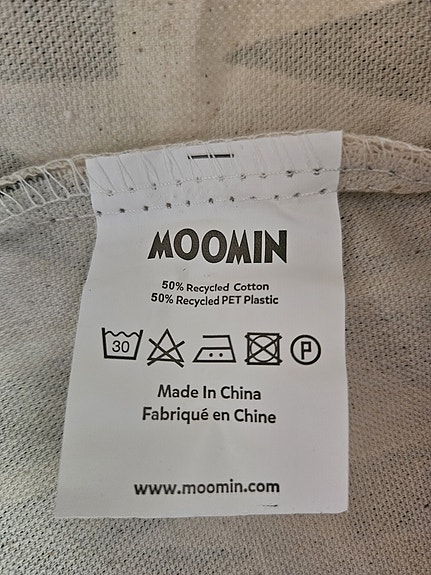 MOOMIN
50% Recycled Cotton
50% Recycled PET Plastic
30 P
Made In China
Fabriqué en Chine
www.moomin.com